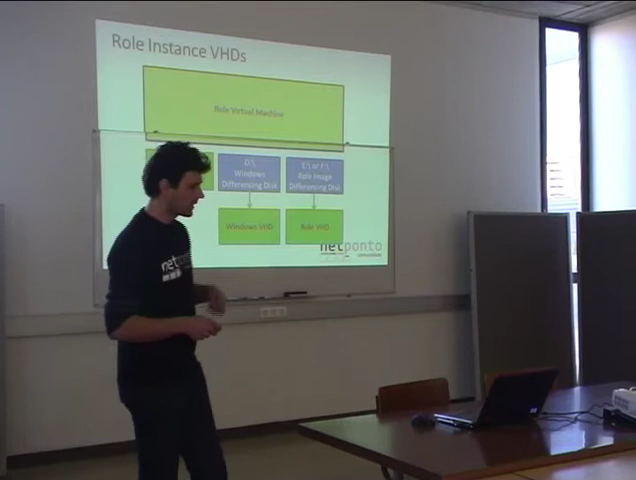 Role Instance VHDs
Role Virtual Machine
D:\
Windows
Differencing Disk
E:\ or F:\
Role Image
Differencing Disk
Windows VHD
Role VHD
netponto
netponto